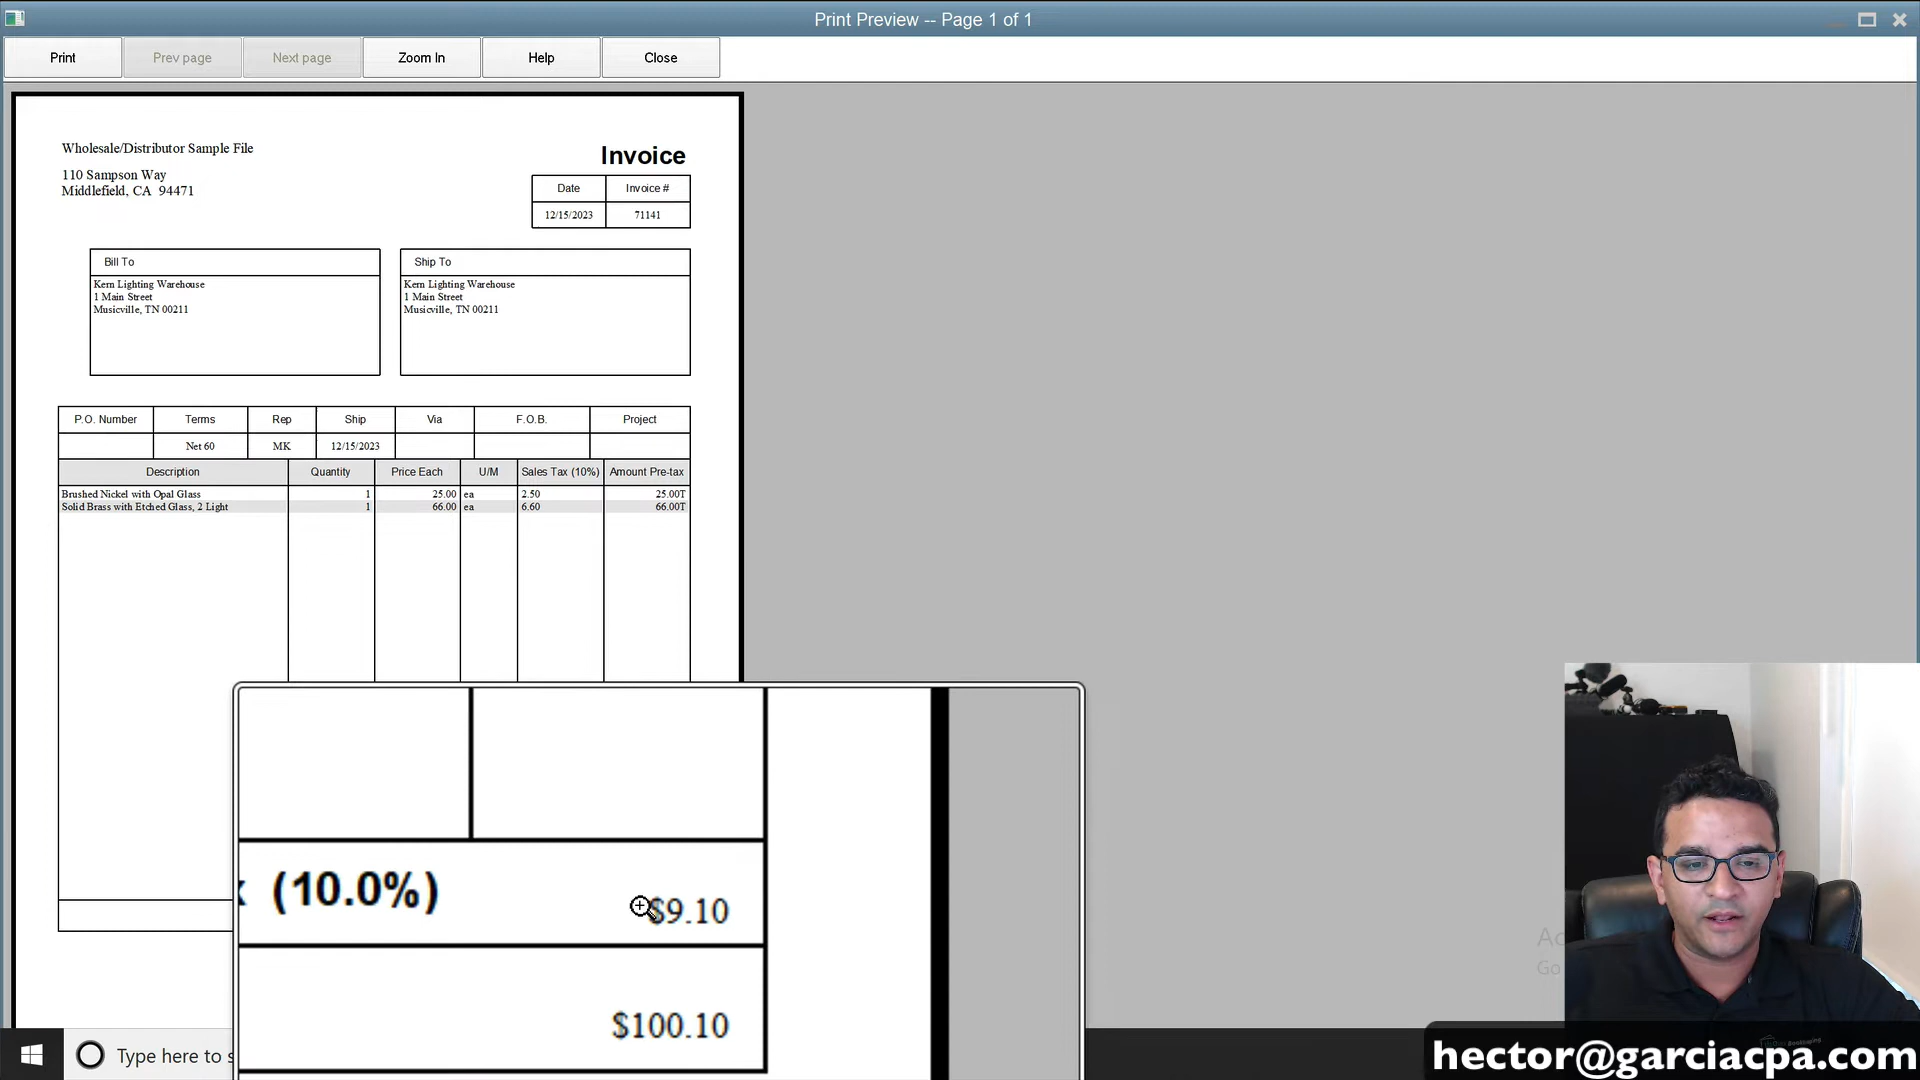 Print Preview -- Page 1 of 1
Print
Prev page
Next page
Zoom In
Help
Close
Wholesale/Distributor Sample File
110 Sampson Way
Middlefield, CA 94471
Invoice
Date
Invoice #
12/15/2023
71141
Bill To
Ship To
Kern Lighting Warehouse
1 Main Street
Musicville, TN 00211
Kern Lighting Warehouse
1 Main Street
Musicville, TN 00211
P.O. Number
Terms
Rep
Ship
Via
F.O.B.
Project
Net 60
MK
12/15/2023
Description
Quantity
Price Each
U/M
Sales Tax (10%)
Amount Pre-tax
Brushed Nickel with Opal Glass
1
25.00
ea
2.50
25.00T
Solid Brass with Etched Glass, 2 Light
1
66.00
ea
6.60
66.00T
x (10.0%)
$9.10
$100.10
Type here to s
Ac
Go
hector@garciacpa.com